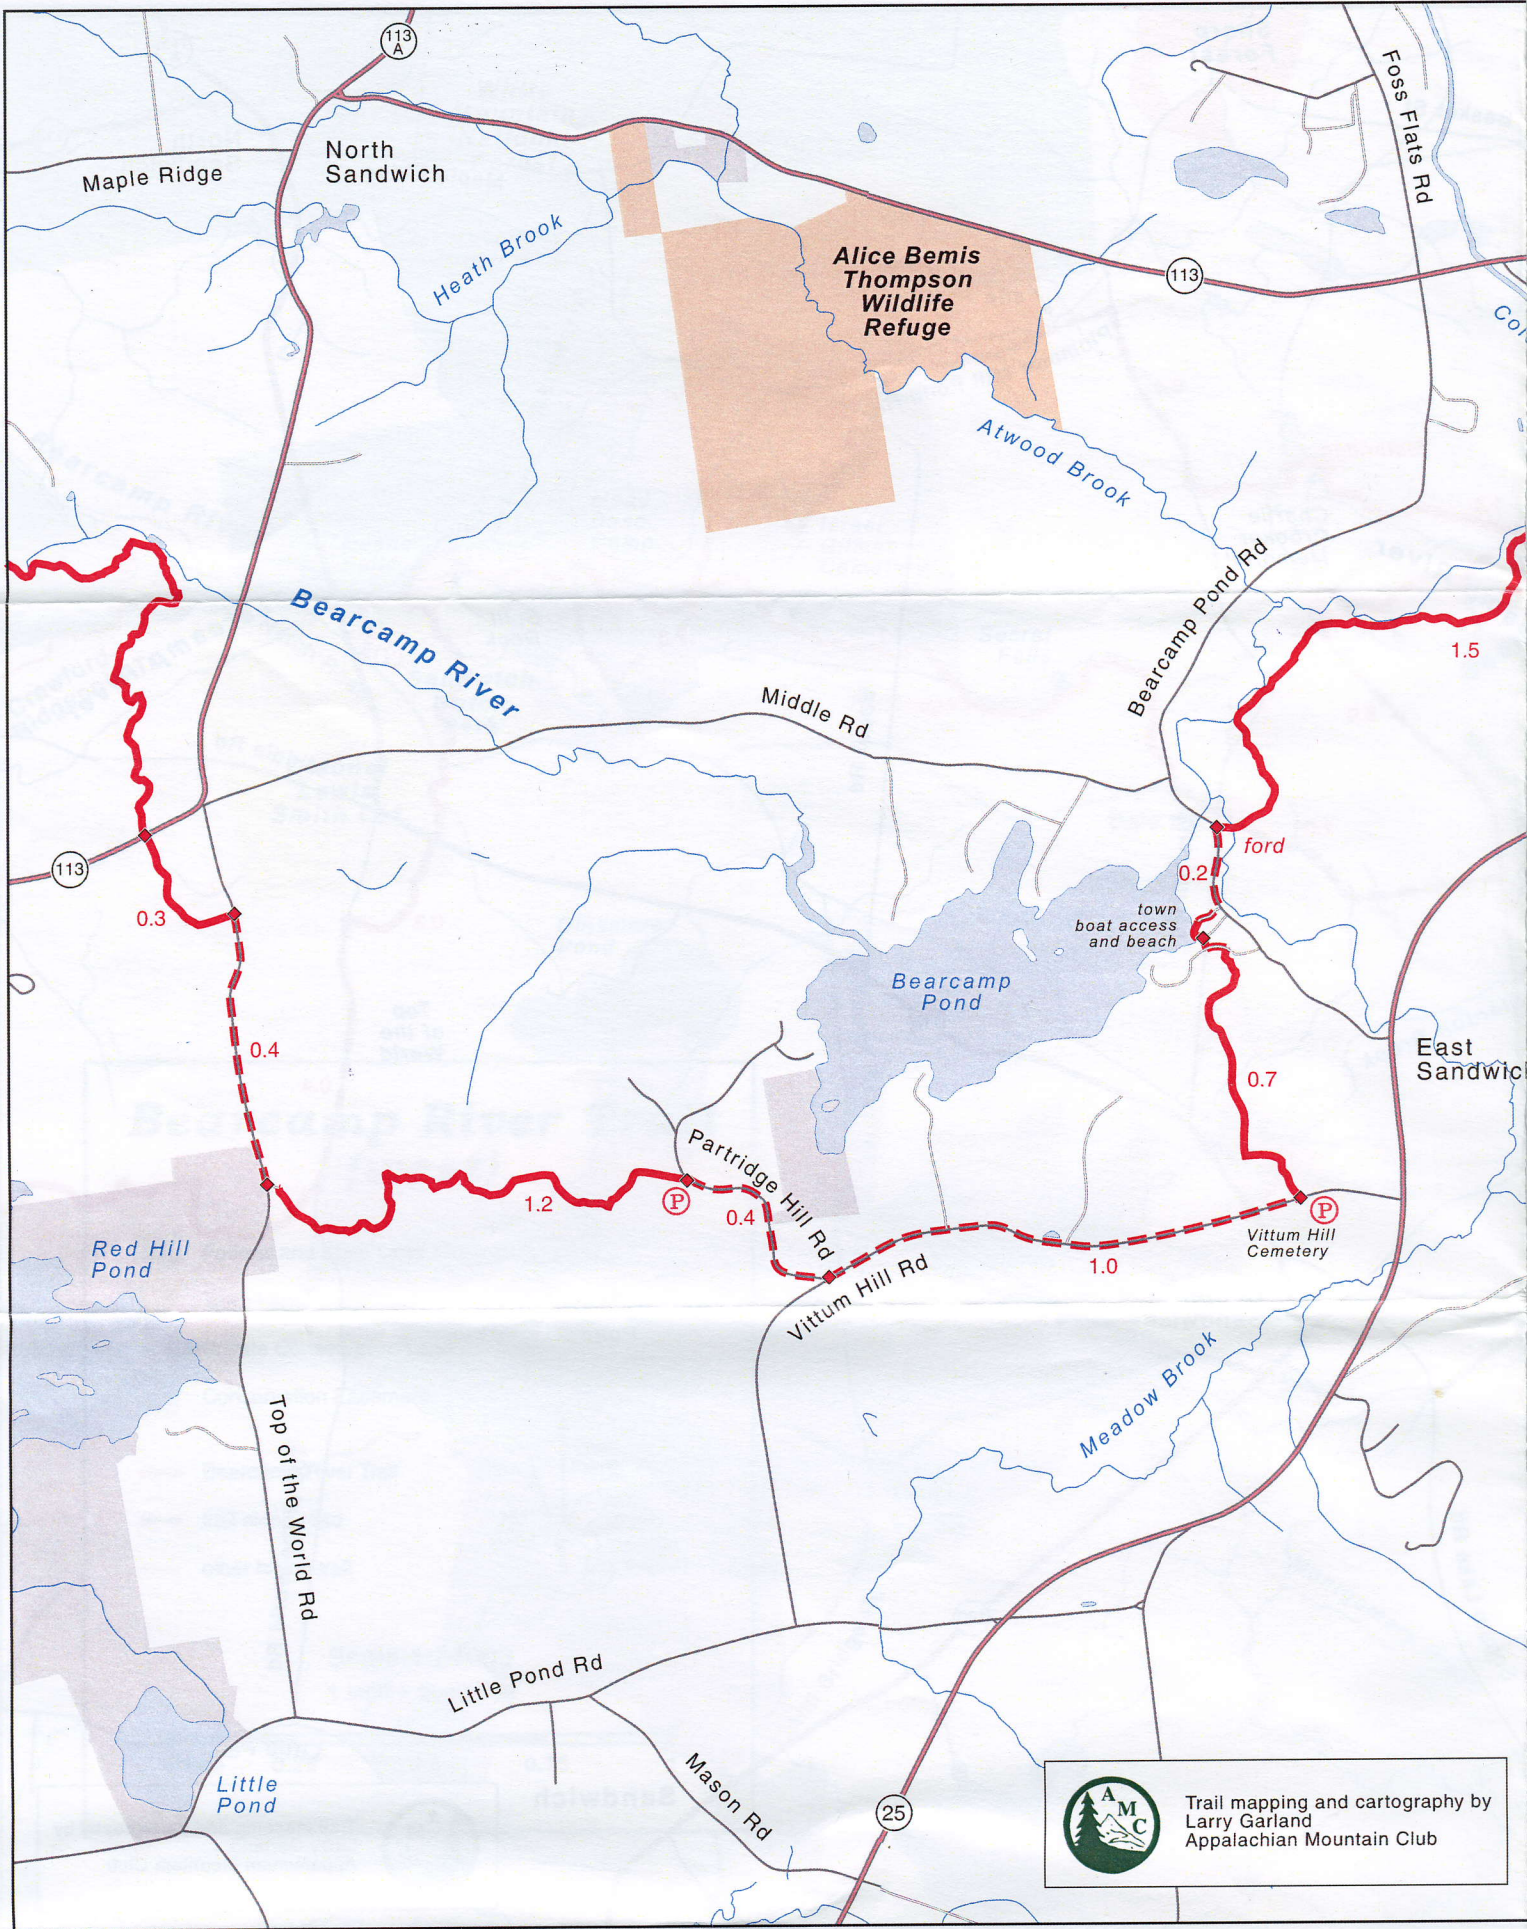 113
A
Foss Flats Rd
North
Sandwich
Maple Ridge
Heath Brook
Alice Bemis
Thompson
Wildlife
Refuge
113
Atwood Brook
Bearcamp River
Bearcamp Pond Rd
1.5
Middle Rd
ford
113
0.2
0.3
town
boat access
and beach
Bearcamp
Pond
0.4
East
0.7
Partridge Hill Rd
1.2
0.4
P
P
Vittum Hill
Cemetery
Red Hill
Pond
1.0
Vittum Hill Rd
Meadow Brook
Top of the World Rd
Little Pond Rd
Mason Rd
Little
Pond
25
A
M
C
Trail mapping and cartography by
Larry Garland
Appalachian Mountain Club